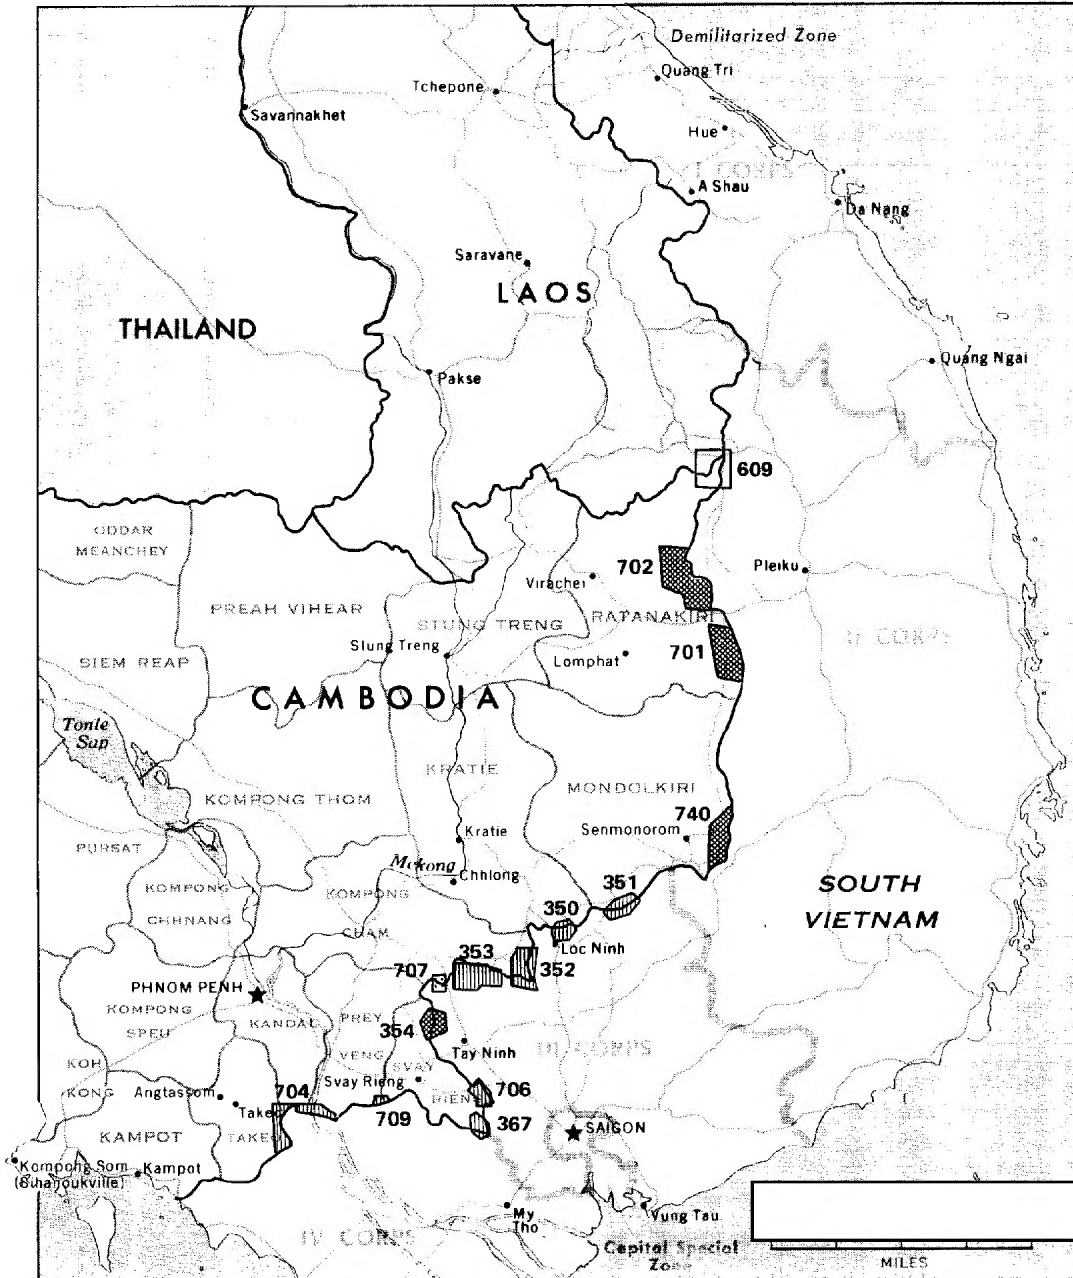 Demilitarized Zone
Quang Tri
Tchepone
Savannakhet
Hue
I CORPS
A Shau
Da Nang
Saravane
LAOS
THAILAND
Quang Ngai
Pakse
609
ODDAR
MEANCHEY
702
Virachei
Pleiku
PREAH VIHEAR
STUNG TRENG
RATANAKIRI
II CORPS
Slung Treng
SIEM REAP
Lomphat
701
CAMBODIA
Tonle
Sap
KRATIE
MONDOLKIRI
KOMPONG THOM
740
Senmonorom
Kratie
PURSAT
Mekong
Chhlong
KOMPONG
CHHNANG
KOMPONG
CHAM
351
350
SOUTH
VIETNAM
Loc Ninh
353
352
707
PHNOM PENH
KOMPONG
SPEU
KANDAL
PREY
VENG
354
Tay Ninh
III CORPS
KOH
KONG
SVAY
RIENG
Svay Rieng
Angtassom
704
Takeo
706
709
367
SAIGON
KAMPOT
TAKEO
Kompong Som
(Sihanoukville)
Kampot
My
Tho
Vung Tau
IV CORPS
Capital Special
Zone
MILES